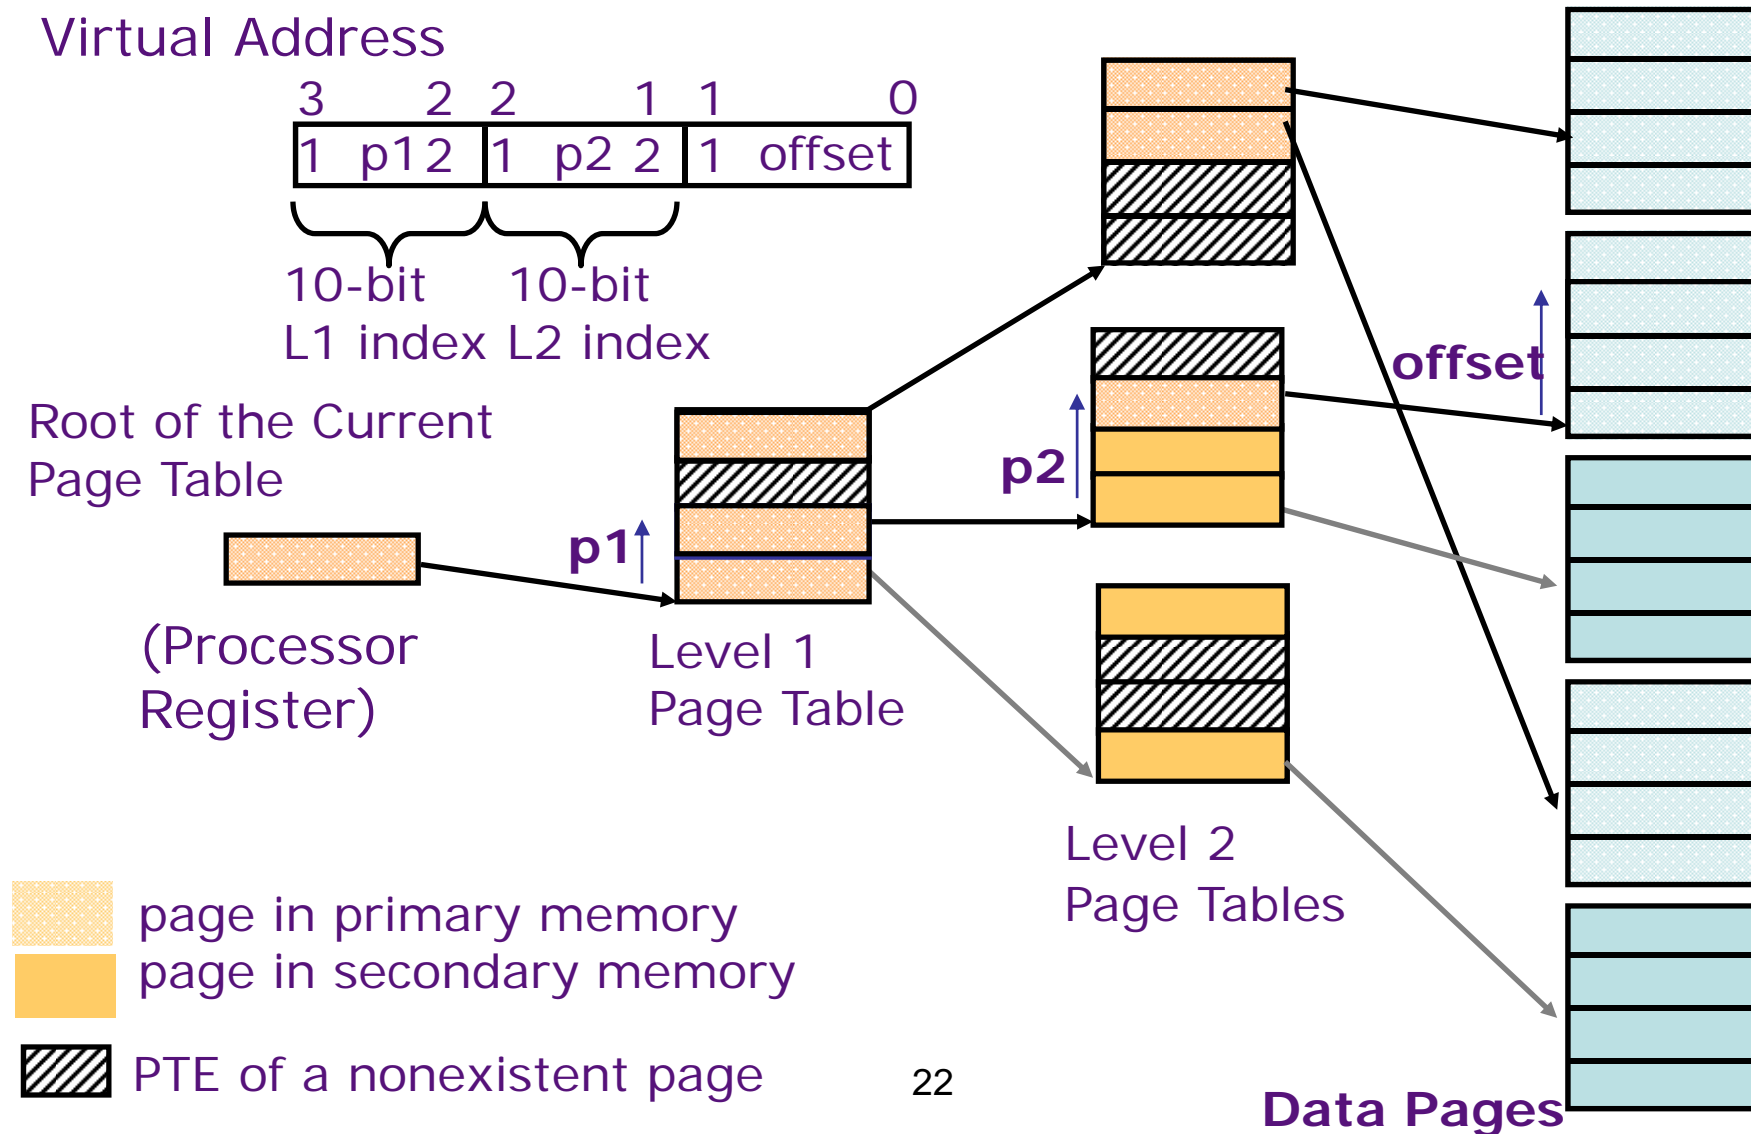 Virtual Address
3 2 2 1 1 0
1 p1 2 1 p2 2 1 offset
10-bit
L1 index
10-bit
L2 index
Root of the Current
Page Table
(Processor
Register)
p1
Level 1
Page Table
p2
Level 2
Page Tables
offset
Data Pages
page in primary memory
page in secondary memory
PTE of a nonexistent page
22